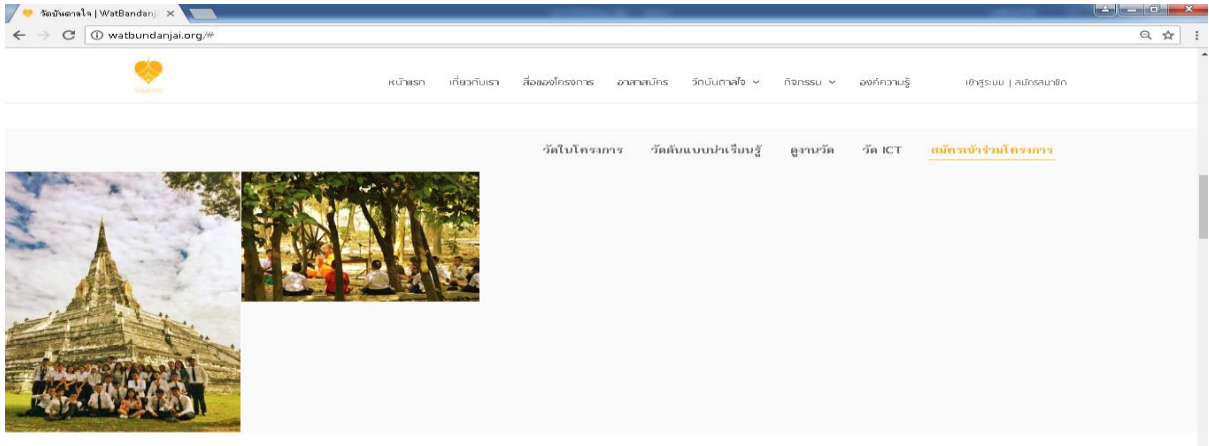 วัดบันดาลใจ | WatBandanj
watbundanjai.org/#
หน้าแรก เกี่ยวกับเรา สื่อของโครงการ อาสาสมัคร วัดบันดาลใจ กิจกรรม องค์ความรู้ เข้าสู่ระบบ | สมัครสมาชิก
วัดในโครงการ วัดต้นแบบน่าเรียนรู้ ดูงานวัด วัด ICT สมัครเข้าร่วมโครงการ